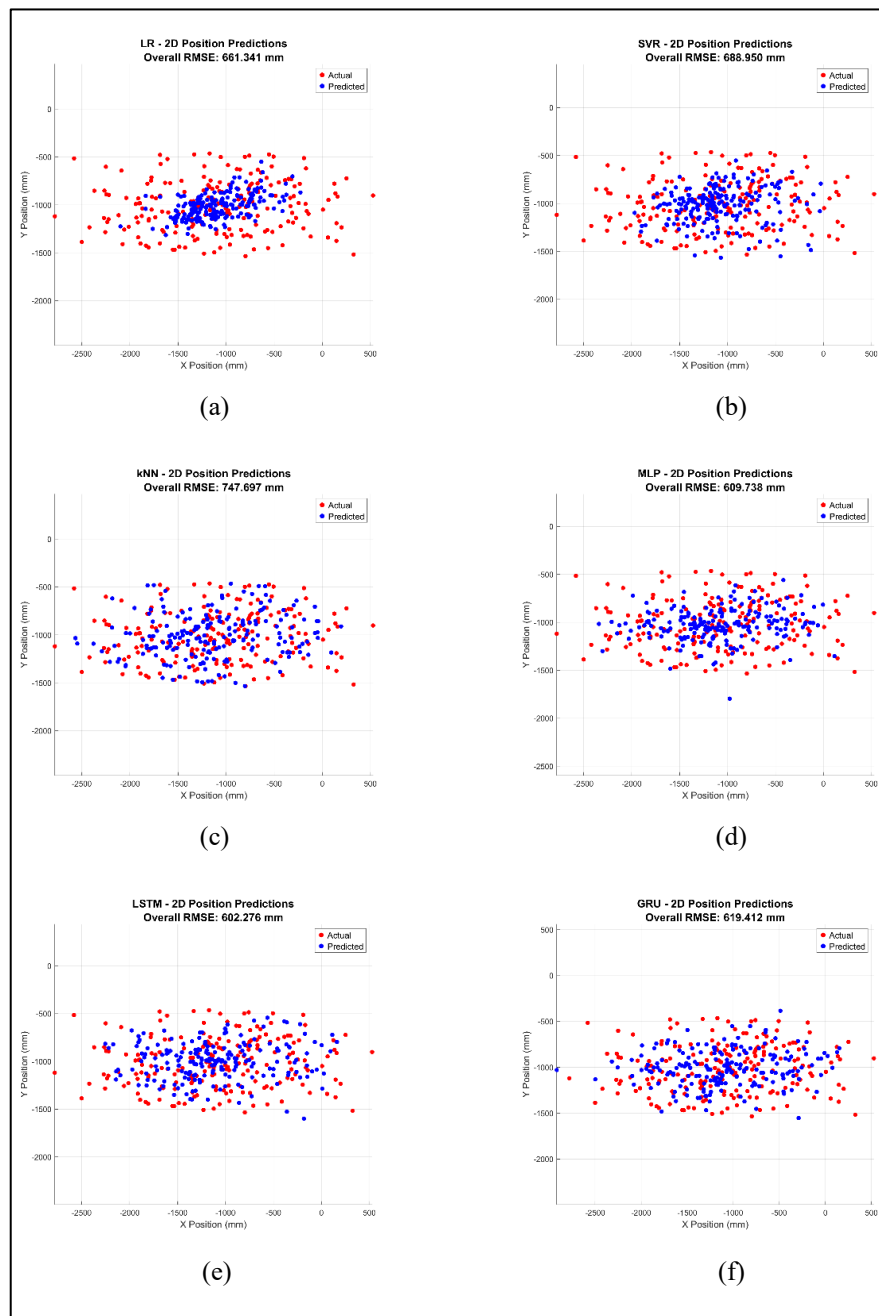 LR - 2D Position Predictions
Overall RMSE: 661.341 mm
Actual
Predicted
0
-500
-1000
-1500
-2000
Y Position (mm)
-2500
-2000
-1500
-1000
-500
0
500
X Position (mm)
(a)
SVR - 2D Position Predictions
Overall RMSE: 688.950 mm
Actual
Predicted
0
-500
-1000
-1500
-2000
Y Position (mm)
-2500
-2000
-1500
-1000
-500
0
500
X Position (mm)
(b)
kNN - 2D Position Predictions
Overall RMSE: 747.697 mm
Actual
Predicted
0
-500
-1000
-1500
-2000
Y Position (mm)
-2500
-2000
-1500
-1000
-500
0
500
X Position (mm)
(c)
MLP - 2D Position Predictions
Overall RMSE: 609.738 mm
Actual
Predicted
0
-500
-1000
-1500
-2000
-2500
Y Position (mm)
-2500
-2000
-1500
-1000
-500
0
500
X Position (mm)
(d)
LSTM - 2D Position Predictions
Overall RMSE: 602.276 mm
Actual
Predicted
0
-500
-1000
-1500
-2000
Y Position (mm)
-2500
-2000
-1500
-1000
-500
0
500
X Position (mm)
(e)
GRU - 2D Position Predictions
Overall RMSE: 619.412 mm
Actual
Predicted
500
0
-500
-1000
-1500
-2000
Y Position (mm)
-2500
-2000
-1500
-1000
-500
0
500
X Position (mm)
(f)